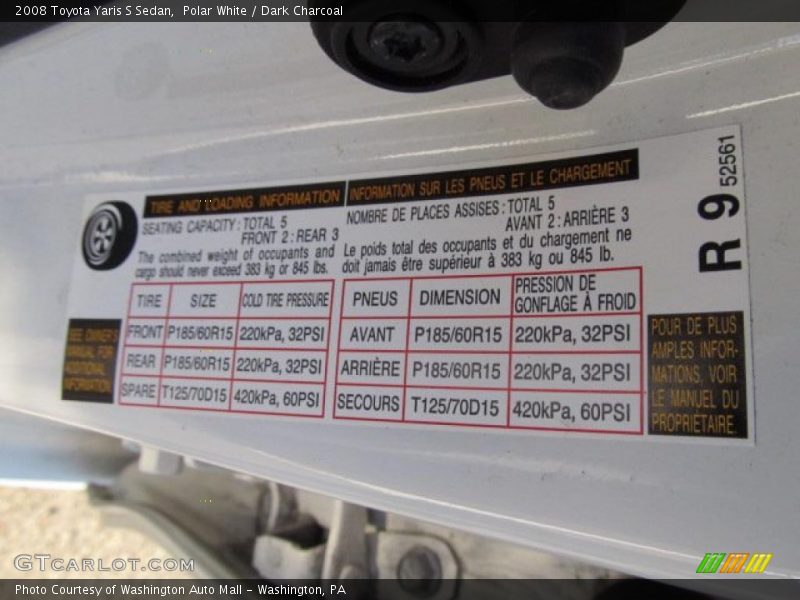 2008 Toyota Yaris S Sedan,  Polar White / Dark Charcoal
TIRE AND LOADING INFORMATION
SEATING CAPACITY : TOTAL 5
FRONT 2 : REAR 3
The combined weight of occupants and
cargo should never exceed 383 kg or 845 lbs.
TIRE SIZE COLD TIRE PRESSURE
FRONT P185/60R15 220kPa, 32PSI
REAR P185/60R15 220kPa, 32PSI
SPARE T125/70D15 420kPa, 60PSI
SEE OWNER'S
MANUAL FOR
ADDITIONAL
INFORMATION
INFORMATION SUR LES PNEUS ET LE CHARGEMENT
NOMBRE DE PLACES ASSISES : TOTAL 5
AVANT 2 : ARRIÈRE 3
Le poids total des occupants et du chargement ne
doit jamais être supérieur à 383 kg ou 845 lb.
PNEUS DIMENSION PRESSION DE
GONFLAGE À FROID
AVANT P185/60R15 220kPa, 32PSI
ARRIÈRE P185/60R15 220kPa, 32PSI
SECOURS T125/70D15 420kPa, 60PSI
POUR DE PLUS
AMPLES INFOR-
MATIONS, VOIR
LE MANUEL DU
PROPRIÉTAIRE.
R 9 52561
GTCARLOT.COM
Photo Courtesy of Washington Auto Mall - Washington, PA